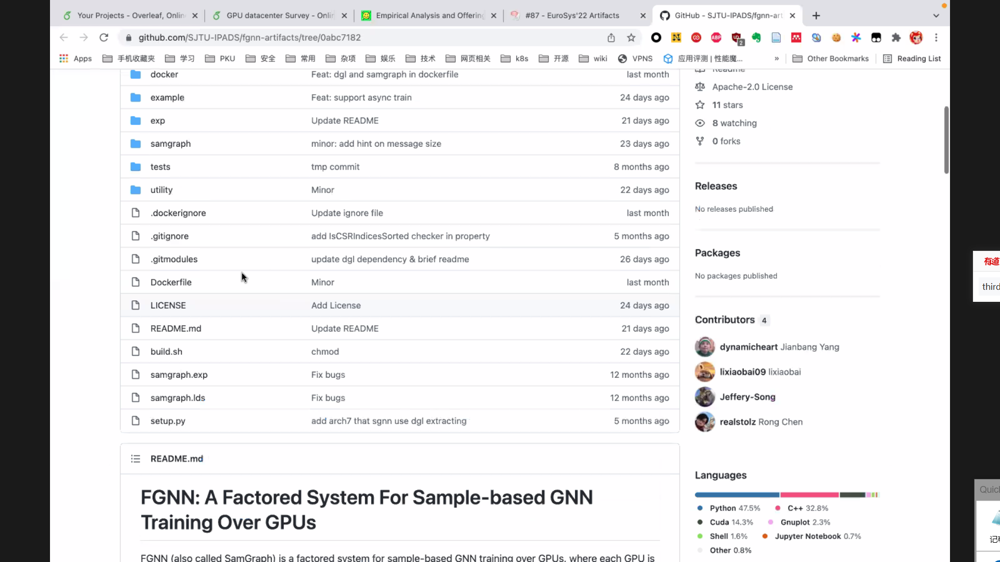 Your Projects - Overleaf, Onlin
GPU datacenter Survey - Onlin
Empirical Analysis and Offering
#87 - EuroSys'22 Artifacts
GitHub - SJTU-IPADS/fgnn-art
github.com/SJTU-IPADS/fgnn-artifacts/tree/0abc7182
ABP
2
Apps
手机收藏夹
学习
PKU
安全
常用
杂项
娱乐
技术
网页相关
k8s
开源
wiki
VPNS
应用评测 | 性能魔...
»
Other Bookmarks
Reading List
docker Feat: dgl and samgraph in dockerfile last month
example Feat: support async train 24 days ago
exp Update README 21 days ago
samgraph minor: add hint on message size 23 days ago
tests tmp commit 8 months ago
utility Minor 22 days ago
.dockerignore Update ignore file last month
.gitignore add IsCSRIndicesSorted checker in property 5 months ago
.gitmodules update dgl dependency & brief readme 26 days ago
Dockerfile Minor last month
LICENSE Add License 24 days ago
README.md Update README 21 days ago
build.sh chmod 22 days ago
samgraph.exp Fix bugs 12 months ago
samgraph.lds Fix bugs 12 months ago
setup.py add arch7 that sgnn use dgl extracting 5 months ago
README.md
FGNN: A Factored System For Sample-based GNN
Training Over GPUs
FGNN (also called SamGraph) is a factored system for sample-based GNN training over GPUs, where each GPU is
Readme
Apache-2.0 License
11 stars
8 watching
0 forks
Releases
No releases published
Packages
No packages published
Contributors 4
dynamicheart Jianbang Yang
lixiaobai09 lixiaobai
Jeffery-Song
realstolz Rong Chen
Languages
Python 47.5% C++ 32.8%
Cuda 14.3% Gnuplot 2.3%
Shell 1.6% Jupyter Notebook 0.7%
Other 0.8%
有道
third
Quic
记事